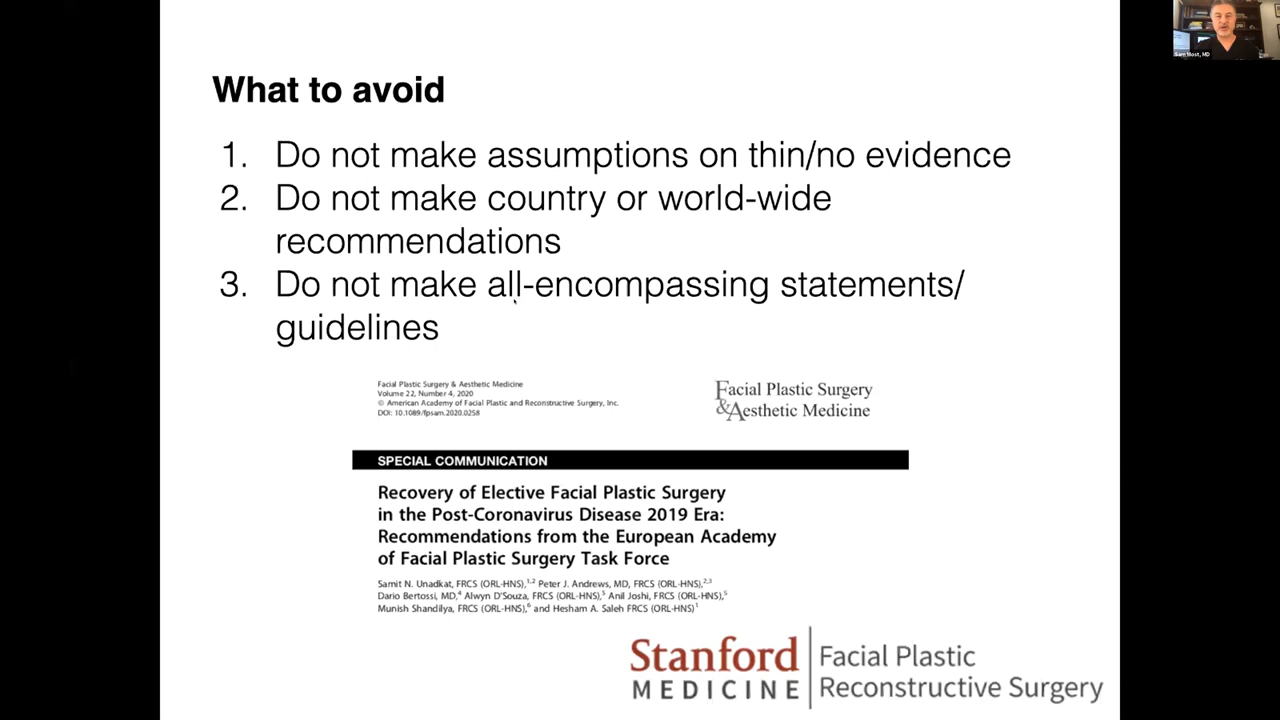 Sam Most, MD
What to avoid
1. Do not make assumptions on thin/no evidence
2. Do not make country or world-wide
recommendations
3. Do not make all-encompassing statements/
guidelines
Facial Plastic Surgery & Aesthetic Medicine
Volume 22, Number 4, 2020
© American Academy of Facial Plastic and Reconstructive Surgery, Inc.
DOI: 10.1089/fpsam.2020.0258
Facial Plastic Surgery
&Aesthetic Medicine
SPECIAL COMMUNICATION
Recovery of Elective Facial Plastic Surgery
in the Post-Coronavirus Disease 2019 Era:
Recommendations from the European Academy
of Facial Plastic Surgery Task Force
Samit N. Unadkat, FRCS (ORL-HNS),1,2 Peter J. Andrews, MD, FRCS (ORL-HNS),2,3
Dario Bertossi, MD,4 Alwyn D'Souza, FRCS (ORL-HNS),5 Anil Joshi, FRCS (ORL-HNS),5
Munish Shandilya, FRCS (ORL-HNS),6 and Hesham A. Saleh FRCS (ORL-HNS)1
Stanford
MEDICINE
Facial Plastic
Reconstructive Surgery